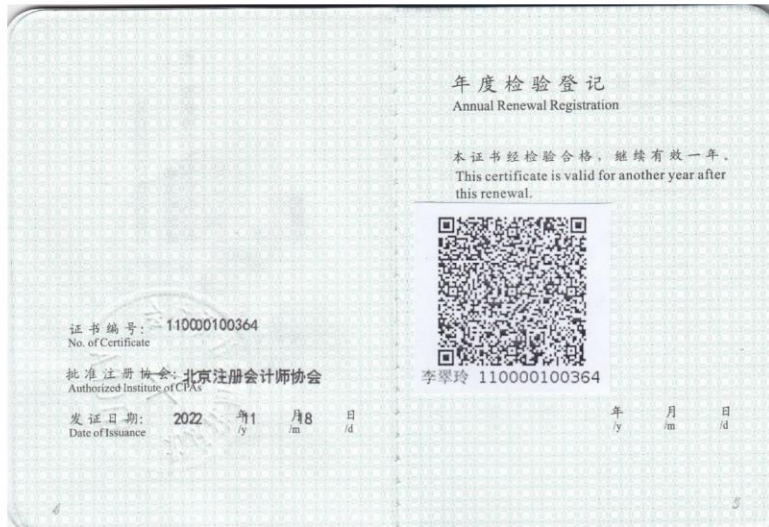 证书编号: 110000100364
No. of Certificate
批准注册协会: 北京注册会计师协会
Authorized Institute of CPAs
发证日期: 2022 年 11 月 18 日
Date of Issuance /y /m /d
4
年度检验登记
Annual Renewal Registration
本证书经检验合格，继续有效一年。
This certificate is valid for another year after
this renewal.
李翠玲 110000100364
年 月 日
/y /m /d
5